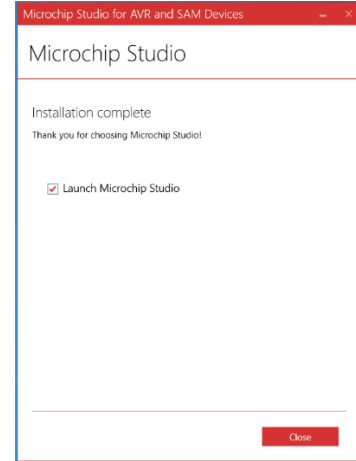 Microchip Studio for AVR and SAM Devices
Microchip Studio
Installation complete
Thank you for choosing Microchip Studio!
Launch Microchip Studio
Close